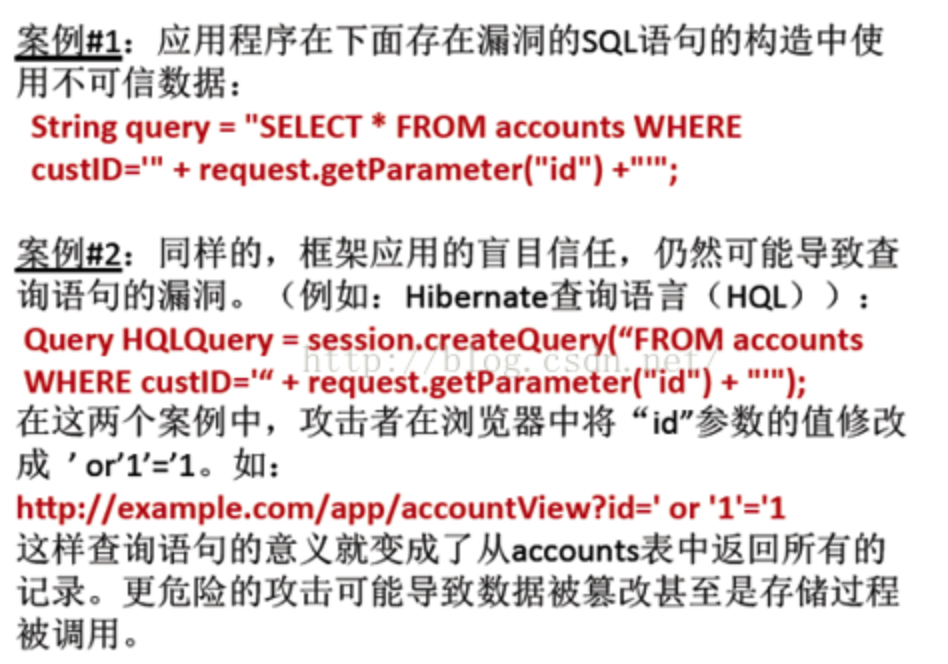 案例#1：应用程序在下面存在漏洞的SQL语句的构造中使
用不可信数据：
String query = "SELECT * FROM accounts WHERE
custID='" + request.getParameter("id") +"'";
案例#2：同样的，框架应用的盲目信任，仍然可能导致查
询语句的漏洞。（例如：Hibernate查询语言（HQL））：
Query HQLQuery = session.createQuery(“FROM accounts
http://blog.csdn.net/
WHERE custID='“ + request.getParameter("id") + "'");
在这两个案例中，攻击者在浏览器中将“id”参数的值修改
成 ’ or’1’=’1。如：
http://example.com/app/accountView?id=' or '1'='1
这样查询语句的意义就变成了从accounts表中返回所有的
记录。更危险的攻击可能导致数据被篡改甚至是存储过程
被调用。